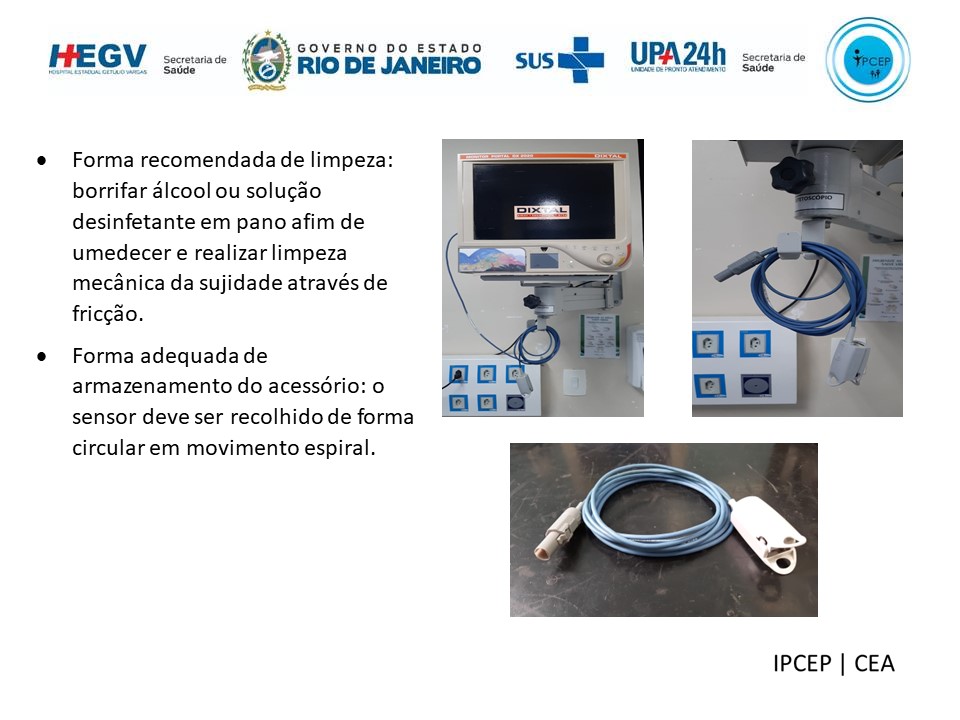 HEGV
HOSPITAL ESTADUAL GETULIO VARGAS
Secretaria de
Saúde
GOVERNO DO ESTADO
RIO DE JANEIRO
SUS
UPA24h
UNIDADE DE PRONTO ATENDIMENTO
Secretaria de
Saúde
IPCEP
• Forma recomendada de limpeza:
borrifar álcool ou solução
desinfetante em pano afim de
umedecer e realizar limpeza
mecânica da sujidade através de
fricção.
• Forma adequada de
armazenamento do acessório: o
sensor deve ser recolhido de forma
circular em movimento espiral.
DIXTAL
DIXTAL
IPCEP | CEA